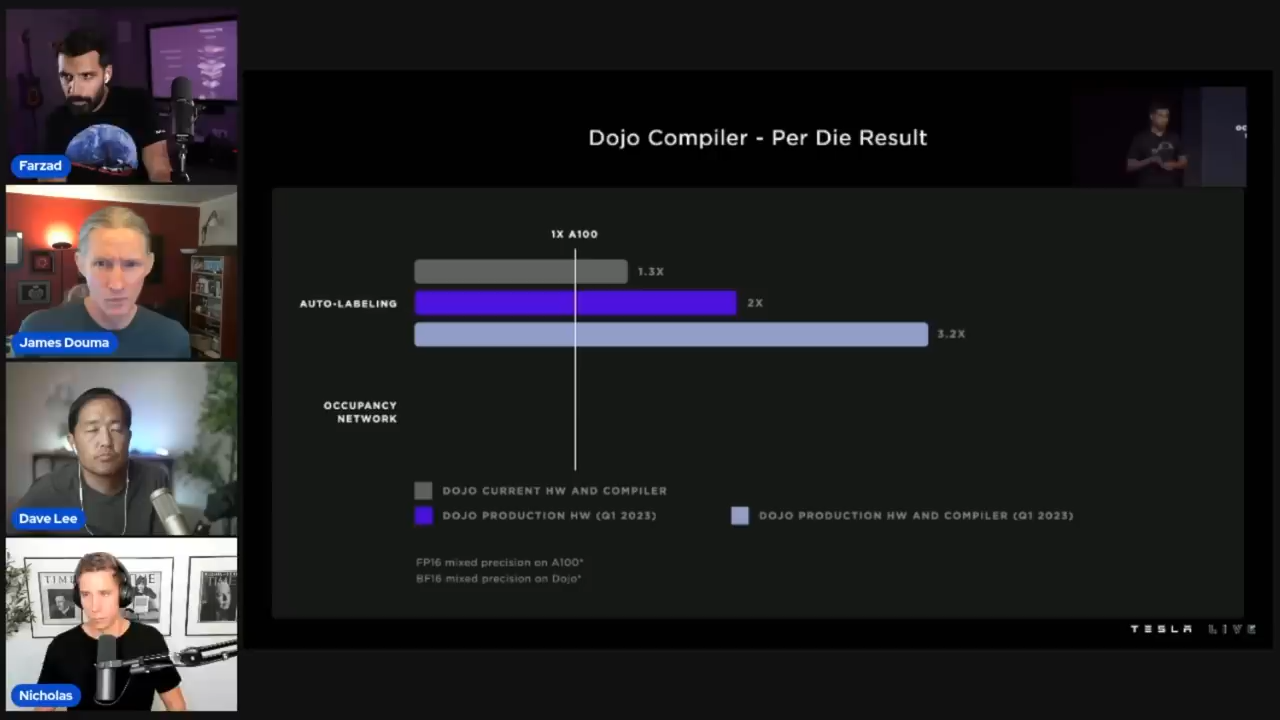 Farzad
James Douma
Dave Lee
TIME
Nicholas
Dojo Compiler - Per Die Result
1X A100
1.3X
AUTO-LABELING
2X
3.2X
OCCUPANCY
NETWORK
DOJO CURRENT HW AND COMPILER
DOJO PRODUCTION HW (Q1 2023)
DOJO PRODUCTION HW AND COMPILER (Q1 2023)
FP16 mixed precision on A100*
BF16 mixed precision on Dojo*
TESLA LIVE